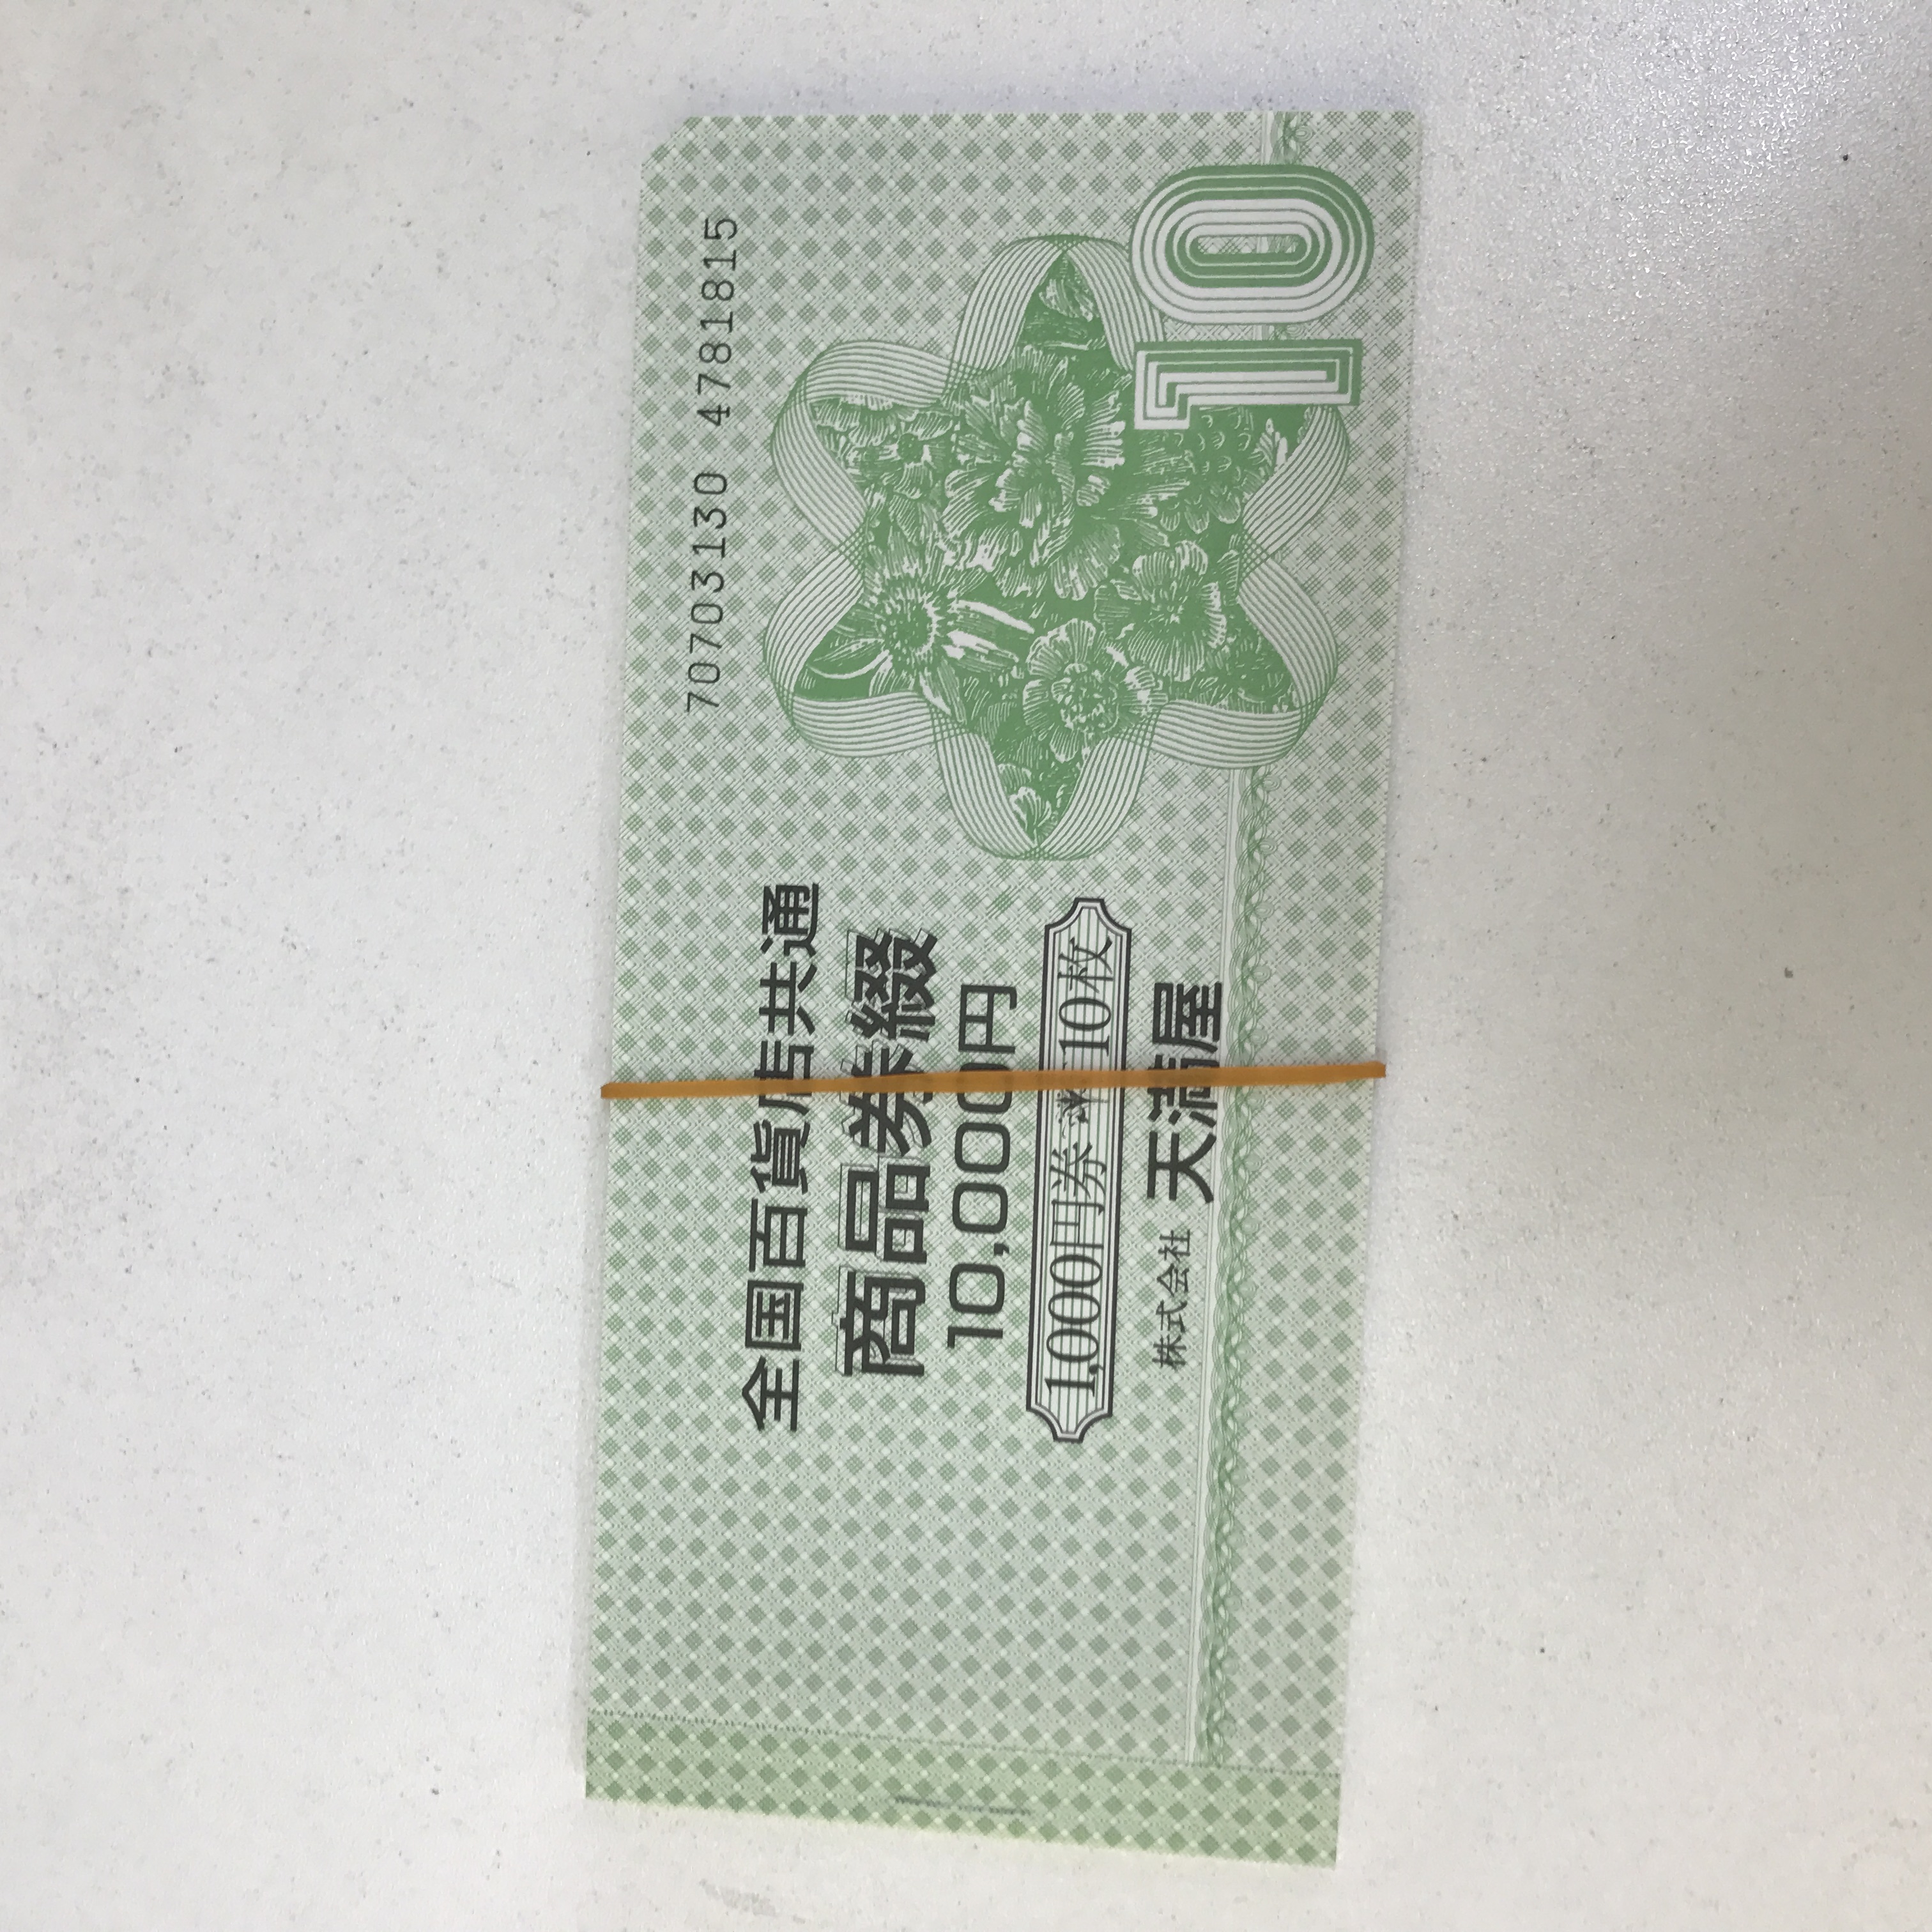 70703130 4781815
全国百貨店共通
商品券綴
10,000円
1,000円券 × 10枚
株式会社 天満屋
10